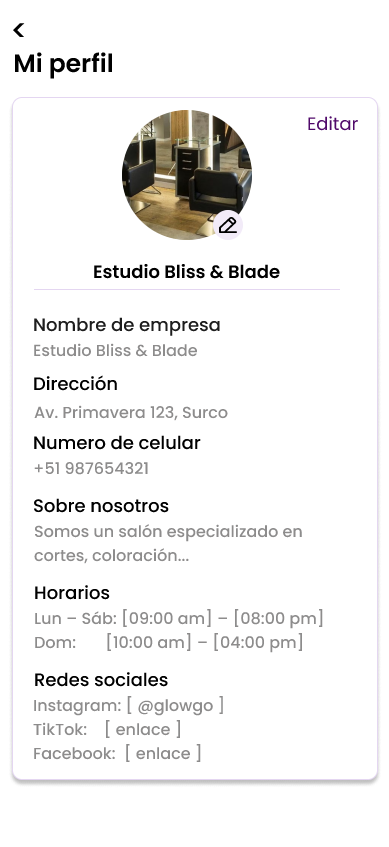 Mi perfil
Editar
Estudio Bliss & Blade
Nombre de empresa
Estudio Bliss & Blade
Dirección
Av. Primavera 123, Surco
Numero de celular
+51 987654321
Sobre nosotros
Somos un salón especializado en
cortes, coloración...
Horarios
Lun – Sáb: [09:00 am] – [08:00 pm]
Dom: [10:00 am] – [04:00 pm]
Redes sociales
Instagram: [ @glowgo ]
TikTok: [ enlace ]
Facebook: [ enlace ]